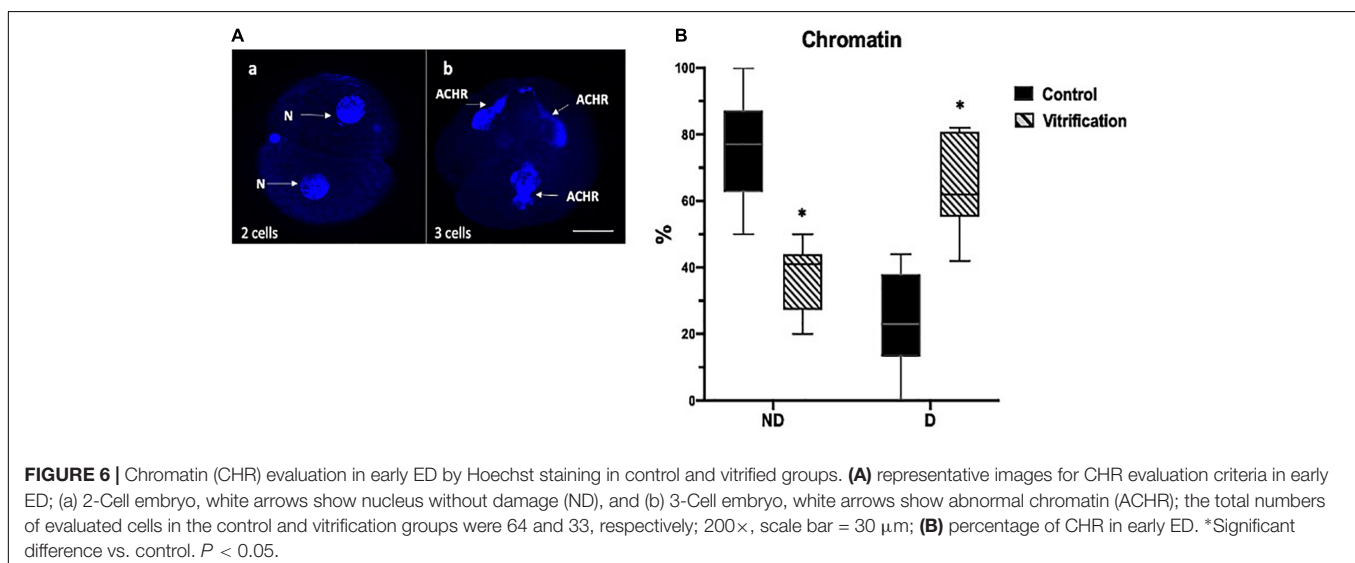 A
a
N
N
2 cells
b
ACHR
ACHR
ACHR
3 cells
B
Chromatin
Control
Vitrification
%
100
80
60
40
20
0
*
*
ND
D
FIGURE 6 | Chromatin (CHR) evaluation in early ED by Hoechst staining in control and vitrified groups. (A) representative images for CHR evaluation criteria in early
ED; (a) 2-Cell embryo, white arrows show nucleus without damage (ND), and (b) 3-Cell embryo, white arrows show abnormal chromatin (ACHR); the total numbers
of evaluated cells in the control and vitrification groups were 64 and 33, respectively; 200×, scale bar = 30 μm; (B) percentage of CHR in early ED. *Significant
difference vs. control. P < 0.05.